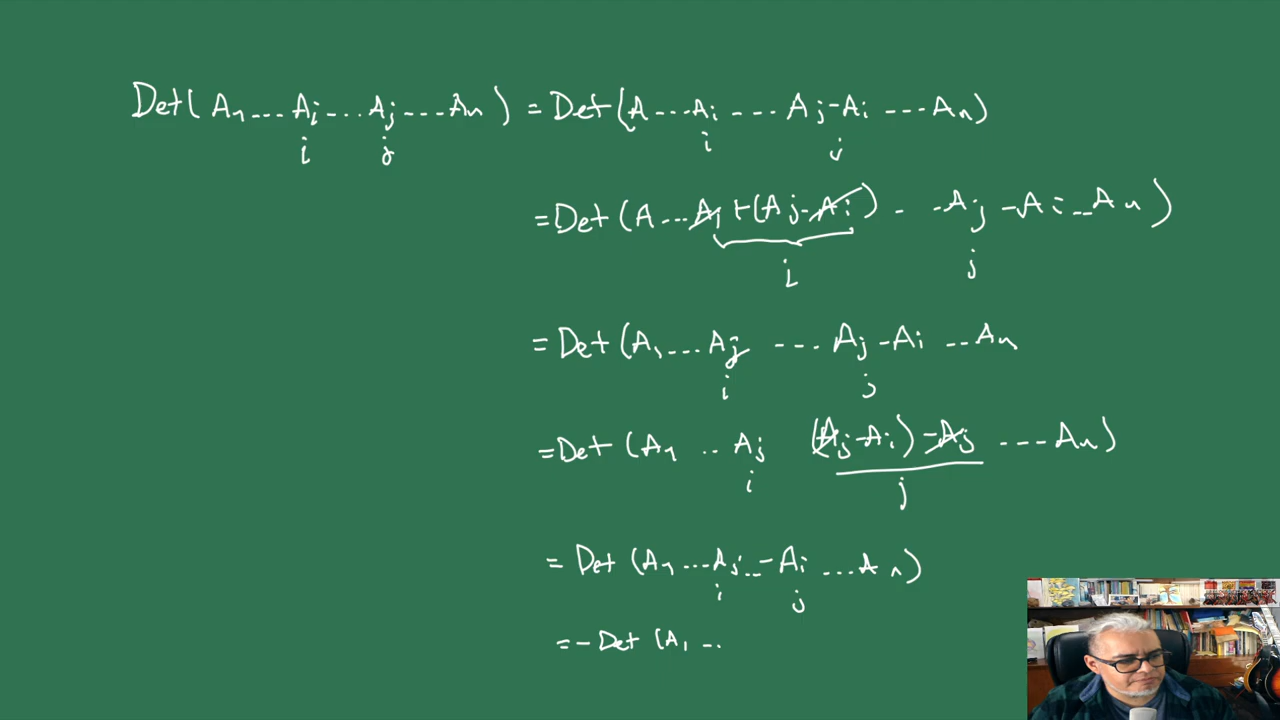 Det(A₁ ... Aᵢ ... Aⱼ ... Aₙ) = Det(A ... Aᵢ ... Aⱼ-Aᵢ ... Aₙ)
i j i j
= Det(A ... Aᵢ+(Aⱼ-Aᵢ) - -Aⱼ-Aᵢ .. Aₙ)
i j
= Det(A₁ ... Aⱼ ... Aⱼ-Aᵢ .. Aₙ
i j
= Det(A₁ .. Aⱼ (Aⱼ-Aᵢ)-Aⱼ ... Aₙ)
i j
= Det(A₁ ... Aⱼ .. -Aᵢ ... Aₙ)
i j
= - Det(A₁ ..